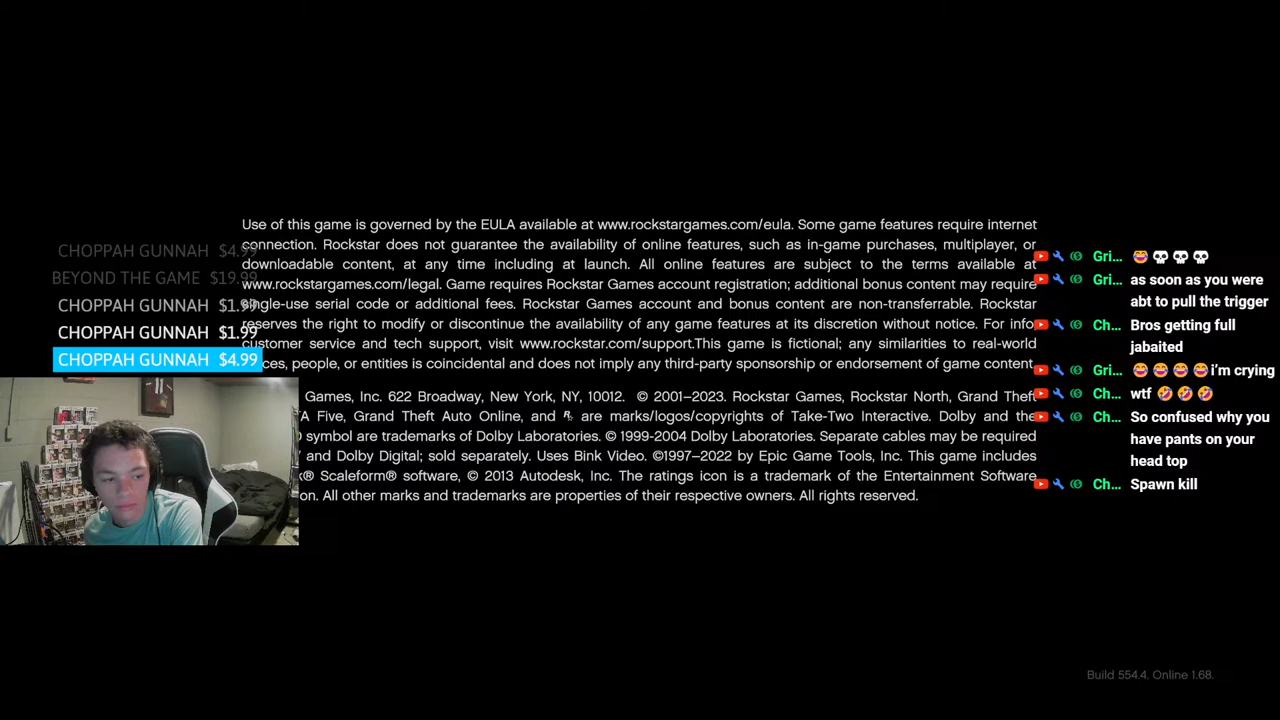 Use of this game is governed by the EULA available at www.rockstargames.com/eula. Some game features require internet
connection. Rockstar does not guarantee the availability of online features, such as in-game purchases, multiplayer, or
downloadable content, at any time including at launch. All online features are subject to the terms available at
www.rockstargames.com/legal. Game requires Rockstar Games account registration; additional bonus content may require
single-use serial code or additional fees. Rockstar Games account and bonus content are non-transferrable. Rockstar
reserves the right to modify or discontinue the availability of any game features at its discretion without notice. For info,
customer service and tech support, visit www.rockstar.com/support.This game is fictional; any similarities to real-world
people, or entities is coincidental and does not imply any third-party sponsorship or endorsement of game content.
Games, Inc. 622 Broadway, New York, NY, 10012. © 2001–2023. Rockstar Games, Rockstar North, Grand Theft
Five, Grand Theft Auto Online, and are marks/logos/copyrights of Take-Two Interactive. Dolby and the
symbol are trademarks of Dolby Laboratories. © 1999-2004 Dolby Laboratories. Separate cables may be required
and Dolby Digital; sold separately. Uses Bink Video. ©1997–2022 by Epic Game Tools, Inc. This game includes
Scaleform® software, © 2013 Autodesk, Inc. The ratings icon is a trademark of the Entertainment Software
All other marks and trademarks are properties of their respective owners. All rights reserved.
CHOPPAH GUNNAH $4.99
BEYOND THE GAME $19.99
CHOPPAH GUNNAH $1.99
CHOPPAH GUNNAH $1.99
CHOPPAH GUNNAH $4.99
Gri... 😂💀💀💀
Gri... as soon as you were
abt to pull the trigger
Ch... Bros getting full
jabaited
Gri... 😂😂😂😂i'm crying
Ch... wtf 🤣🤣🤣
Ch... So confused why you
have pants on your
head top
Ch... Spawn kill
Build 554.4. Online 1.68.